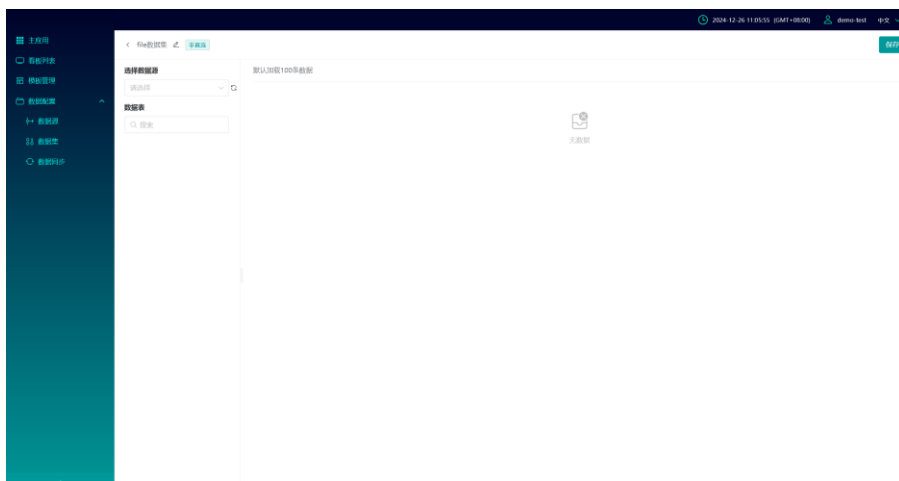 2024-12-26 11:05:55 (GMT+08:00) demo-test 中文
主应用
看板列表
模板管理
数据配置
数据源
数据集
数据同步
file数据集
保存
选择数据源
请选择
数据表
搜索
默认加载100条数据
无数据